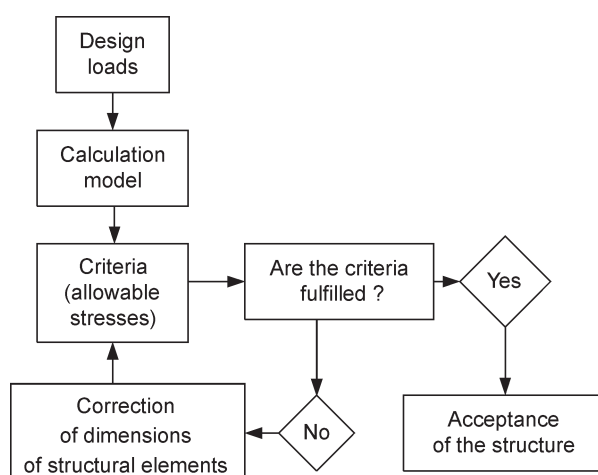 Design
loads
Calculation
model
Criteria
(allowable
stresses)
Are the criteria
fulfilled ?
Yes
No
Correction
of dimensions
of structural elements
Acceptance
of the structure